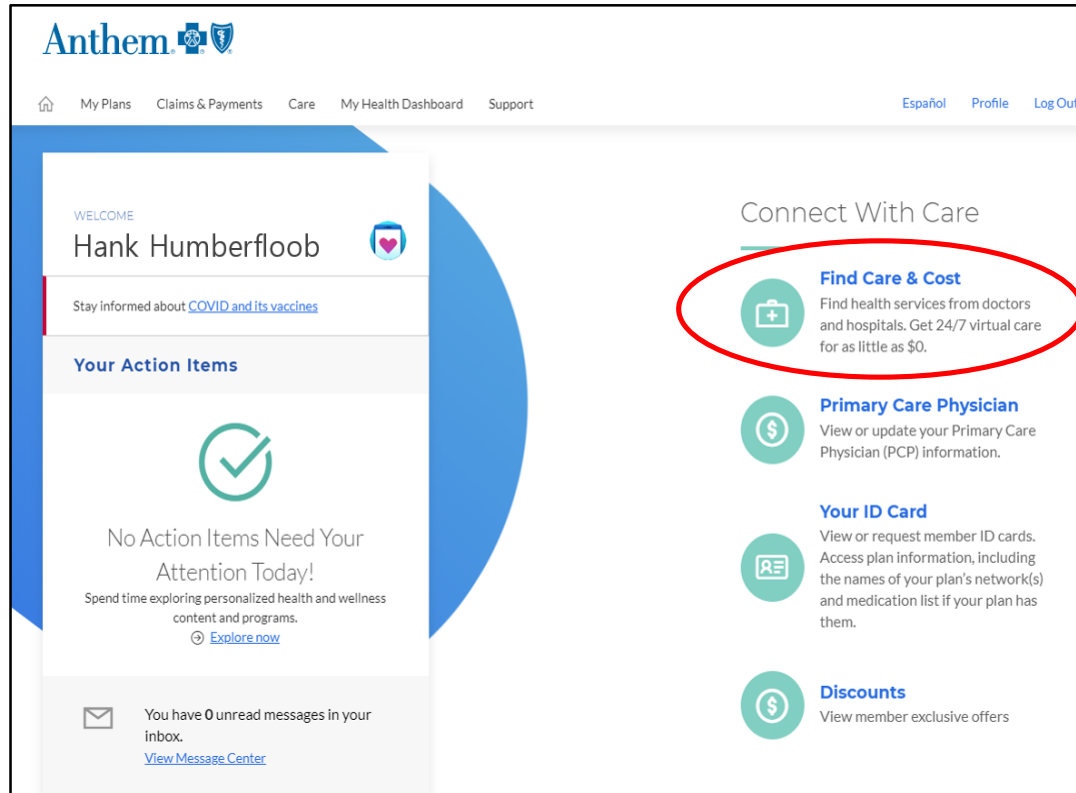 Anthem
My Plans Claims & Payments Care My Health Dashboard Support
Español Profile Log Out
WELCOME
Hank Humberfloob
Stay informed about COVID and its vaccines
Your Action Items
No Action Items Need Your
Attention Today!
Spend time exploring personalized health and wellness
content and programs.
Explore now
You have 0 unread messages in your
inbox.
View Message Center
Connect With Care
Find Care & Cost
Find health services from doctors
and hospitals. Get 24/7 virtual care
for as little as $0.
Primary Care Physician
View or update your Primary Care
Physician (PCP) information.
Your ID Card
View or request member ID cards.
Access plan information, including
the names of your plan's network(s)
and medication list if your plan has
them.
Discounts
View member exclusive offers